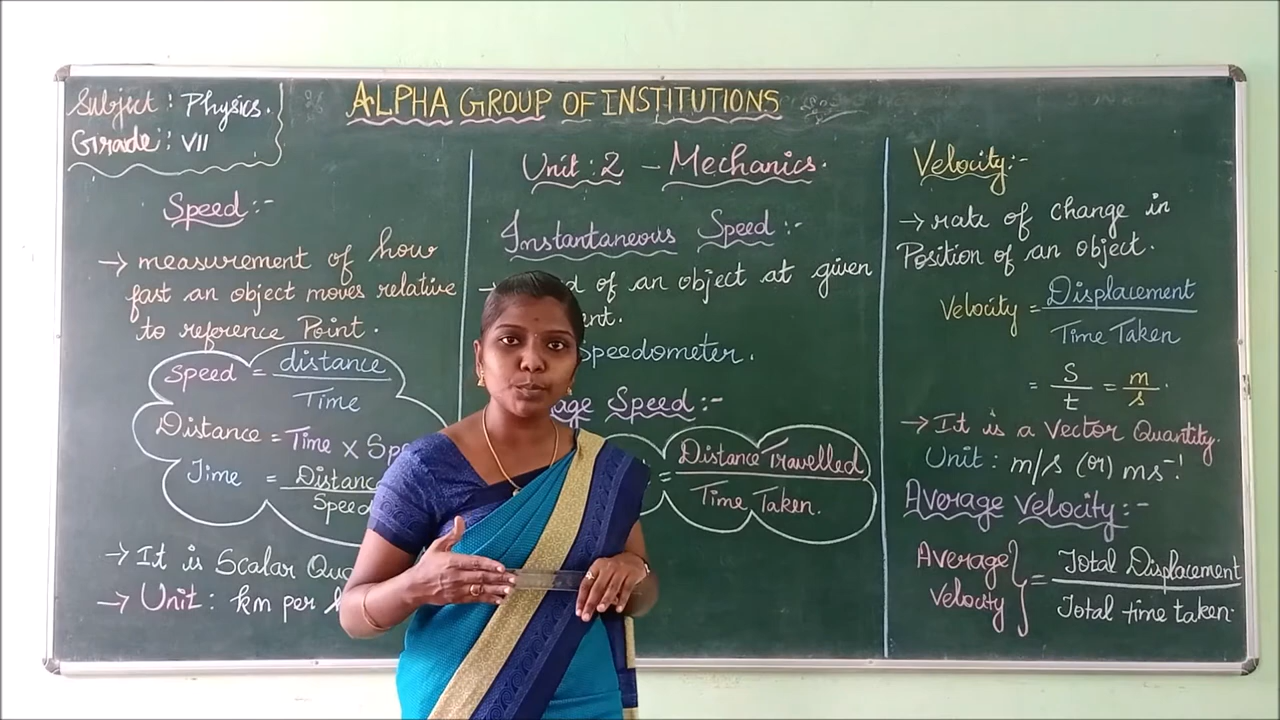 Subject : Physics.
Grade : VII
ALPHA GROUP OF INSTITUTIONS
Speed :-
→ measurement of how
fast an object moves relative
to reference Point.
Speed = distance
Time
Distance = Time x
Time = Distance
Speed
→ It is Scalar
→ Unit : km per
Unit : 2 - Mechanics.
Instantaneous Speed :-
→ of an object at given
Speedometer.
Speed :-
= Distance Travelled
Time Taken.
Velocity :-
→ rate of change in
Position of an object.
Velocity = Displacement
Time Taken
= S/t = m/s.
→ It is a Vector Quantity.
Unit : m/s (or) ms⁻¹
Average Velocity :-
Average
Velocity } = Total Displacement
Total time taken.